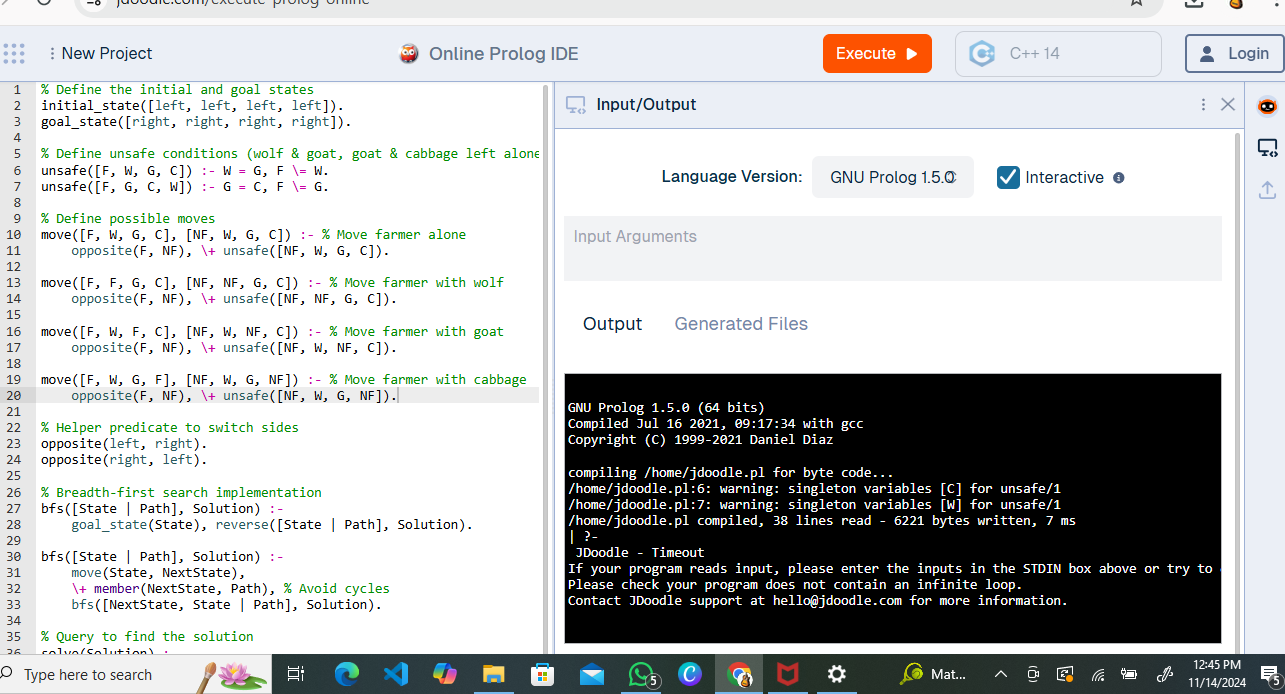 jdoodle.com/execute-prolog-online
New Project
Online Prolog IDE
Execute
C++ 14
Login
1 % Define the initial and goal states
2 initial_state([left, left, left, left]).
3 goal_state([right, right, right, right]).
4
5 % Define unsafe conditions (wolf & goat, goat & cabbage left alone
6 unsafe([F, W, G, C]) :- W = G, F \= W.
7 unsafe([F, G, C, W]) :- G = C, F \= G.
8
9 % Define possible moves
10 move([F, W, G, C], [NF, W, G, C]) :- % Move farmer alone
11 opposite(F, NF), \+ unsafe([NF, W, G, C]).
12
13 move([F, F, G, C], [NF, NF, G, C]) :- % Move farmer with wolf
14 opposite(F, NF), \+ unsafe([NF, NF, G, C]).
15
16 move([F, W, F, C], [NF, W, NF, C]) :- % Move farmer with goat
17 opposite(F, NF), \+ unsafe([NF, W, NF, C]).
18
19 move([F, W, G, F], [NF, W, G, NF]) :- % Move farmer with cabbage
20 opposite(F, NF), \+ unsafe([NF, W, G, NF]).
21
22 % Helper predicate to switch sides
23 opposite(left, right).
24 opposite(right, left).
25
26 % Breadth-first search implementation
27 bfs([State | Path], Solution) :-
28 goal_state(State), reverse([State | Path], Solution).
29
30 bfs([State | Path], Solution) :-
31 move(State, NextState),
32 \+ member(NextState, Path), % Avoid cycles
33 bfs([NextState, State | Path], Solution).
34
35 % Query to find the solution
36 solve(Solution) :-
Input/Output
Language Version:
GNU Prolog 1.5.0
Interactive
Input Arguments
Output
Generated Files
GNU Prolog 1.5.0 (64 bits)
Compiled Jul 16 2021, 09:17:34 with gcc
Copyright (C) 1999-2021 Daniel Diaz
compiling /home/jdoodle.pl for byte code...
/home/jdoodle.pl:6: warning: singleton variables [C] for unsafe/1
/home/jdoodle.pl:7: warning: singleton variables [W] for unsafe/1
/home/jdoodle.pl compiled, 38 lines read - 6221 bytes written, 7 ms
| ?-
JDoodle - Timeout
If your program reads input, please enter the inputs in the STDIN box above or try to
Please check your program does not contain an infinite loop.
Contact JDoodle support at hello@jdoodle.com for more information.
Type here to search
5
Mat...
12:45 PM
11/14/2024
5